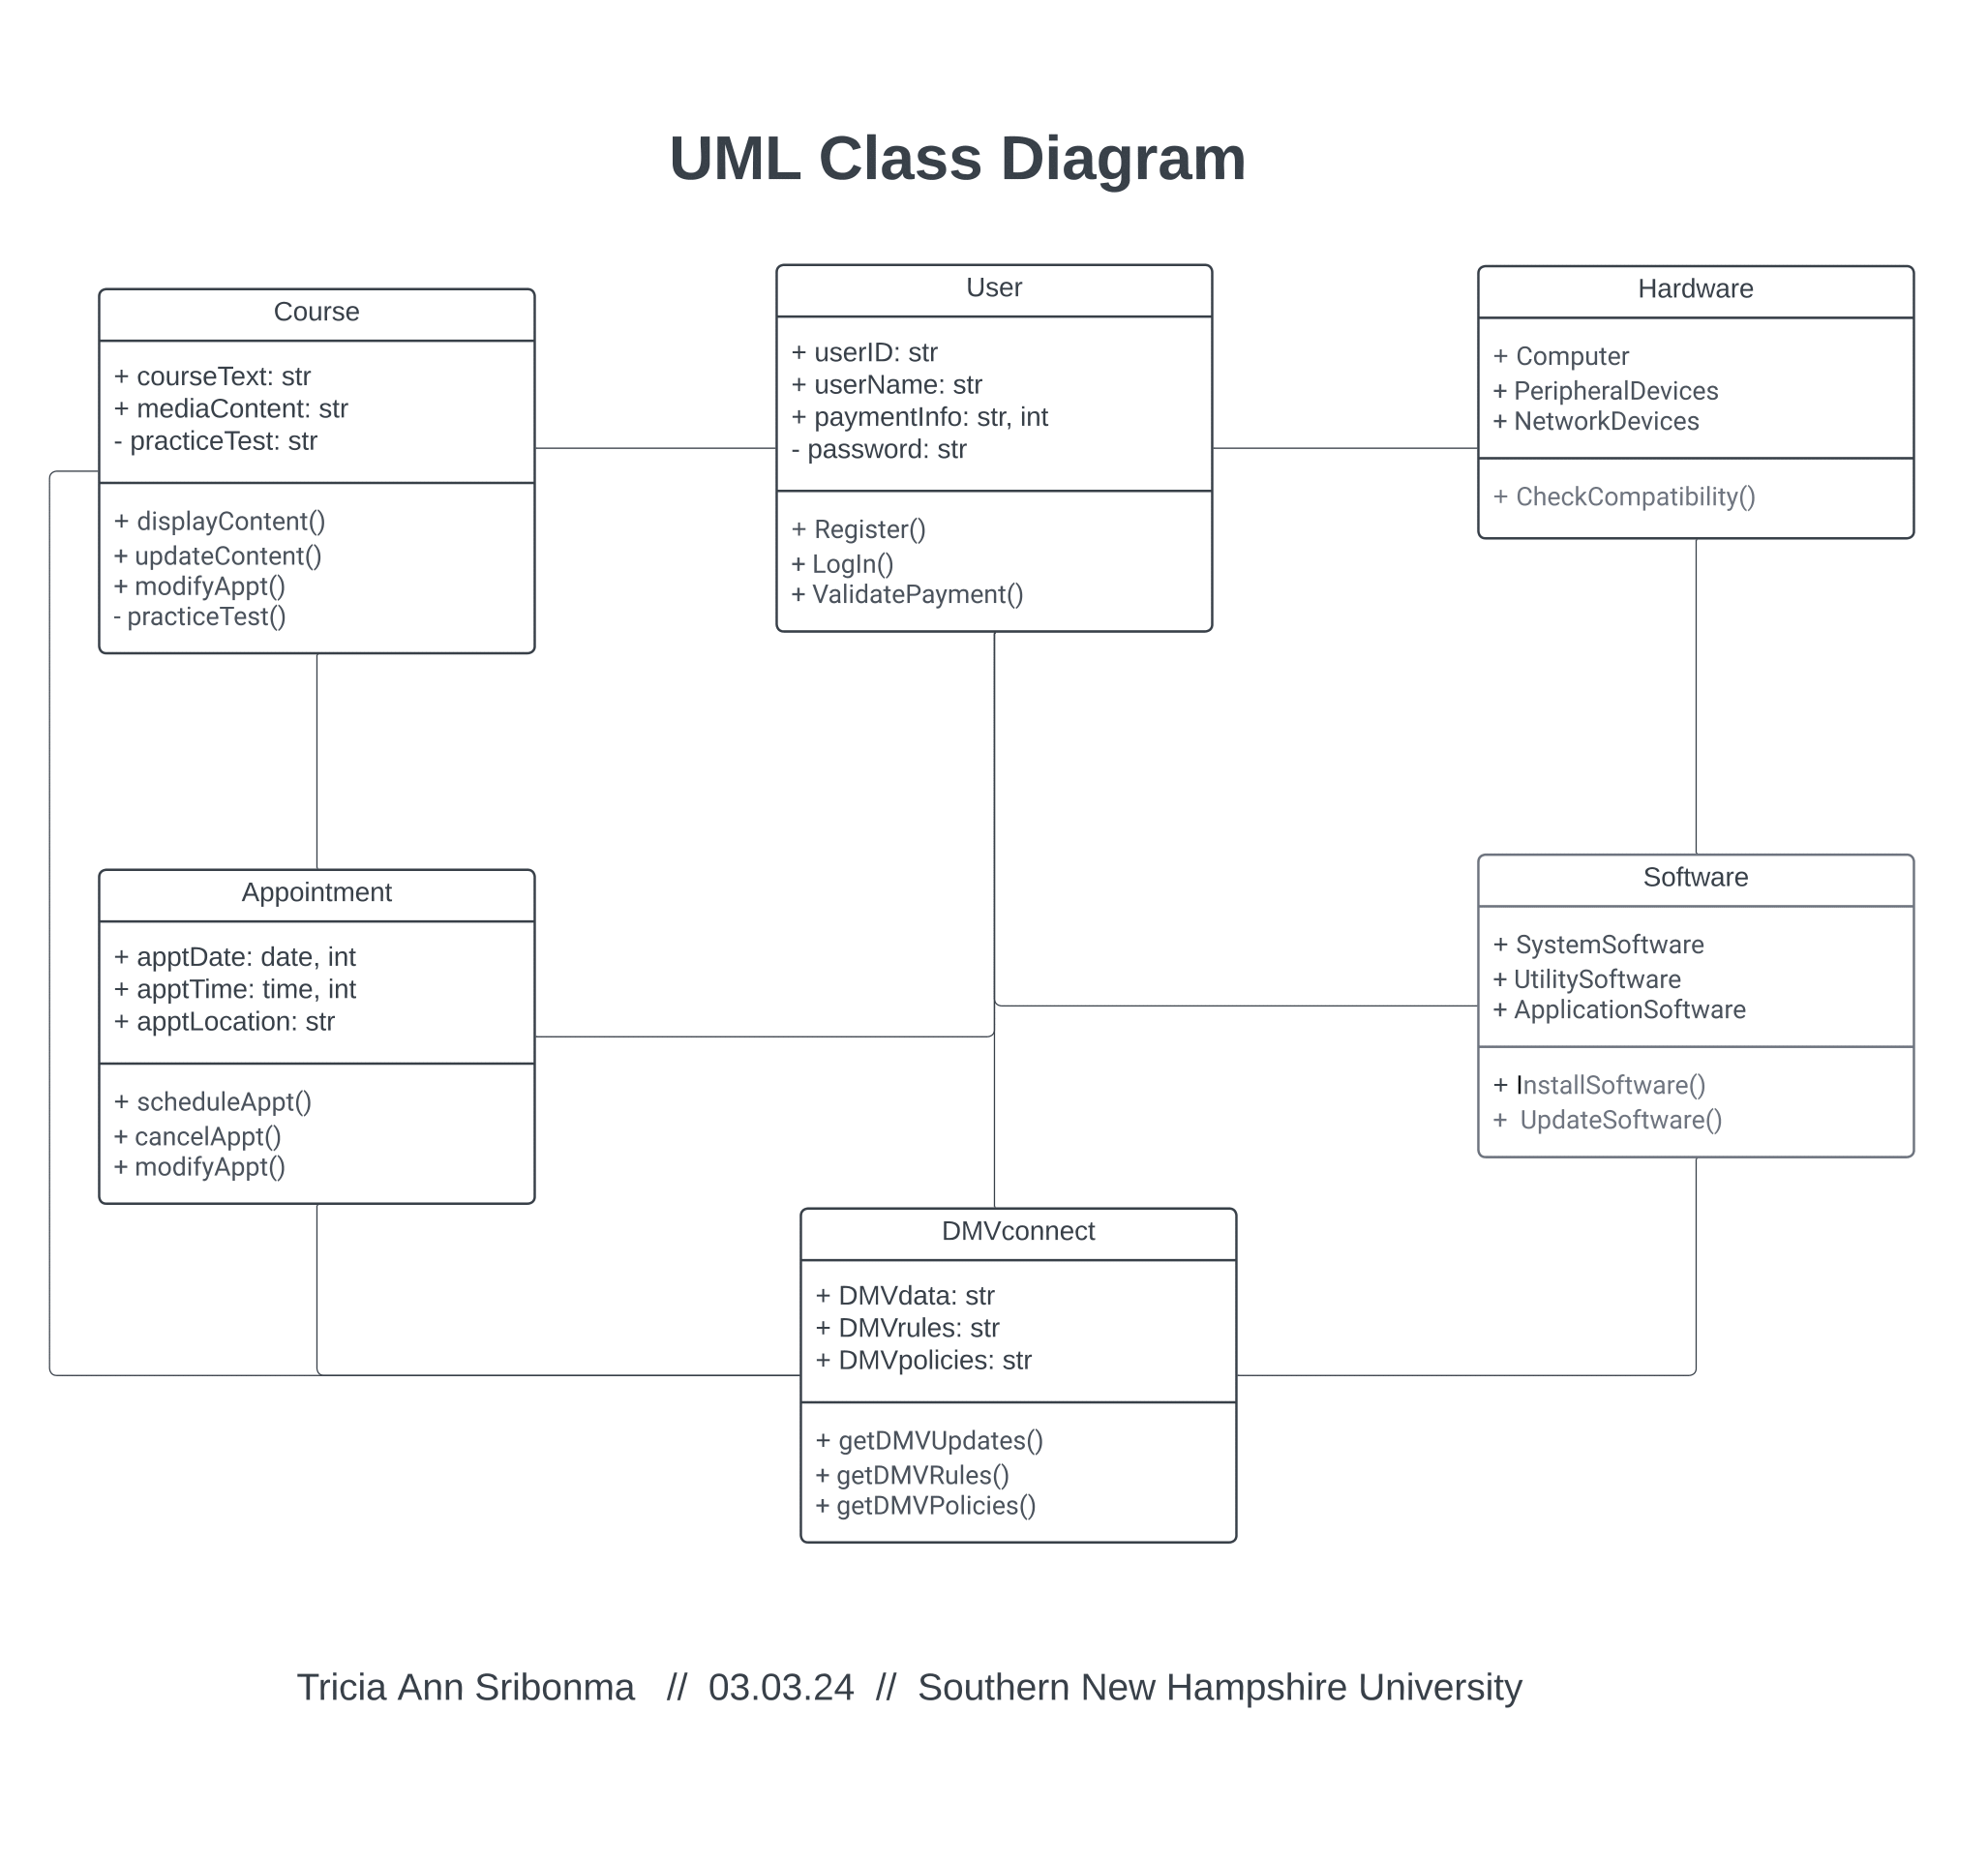 UML Class Diagram
Course
+ courseText: str
+ mediaContent: str
- practiceTest: str
+ displayContent()
+ updateContent()
+ modifyAppt()
- practiceTest()
User
+ userID: str
+ userName: str
+ paymentInfo: str, int
- password: str
+ Register()
+ LogIn()
+ ValidatePayment()
Hardware
+ Computer
+ PeripheralDevices
+ NetworkDevices
+ CheckCompatibility()
Appointment
+ apptDate: date, int
+ apptTime: time, int
+ apptLocation: str
+ scheduleAppt()
+ cancelAppt()
+ modifyAppt()
Software
+ SystemSoftware
+ UtilitySoftware
+ ApplicationSoftware
+ InstallSoftware()
+ UpdateSoftware()
DMVconnect
+ DMVdata: str
+ DMVrules: str
+ DMVpolicies: str
+ getDMVUpdates()
+ getDMVRules()
+ getDMVPolicies()
Tricia Ann Sribonma // 03.03.24 // Southern New Hampshire University